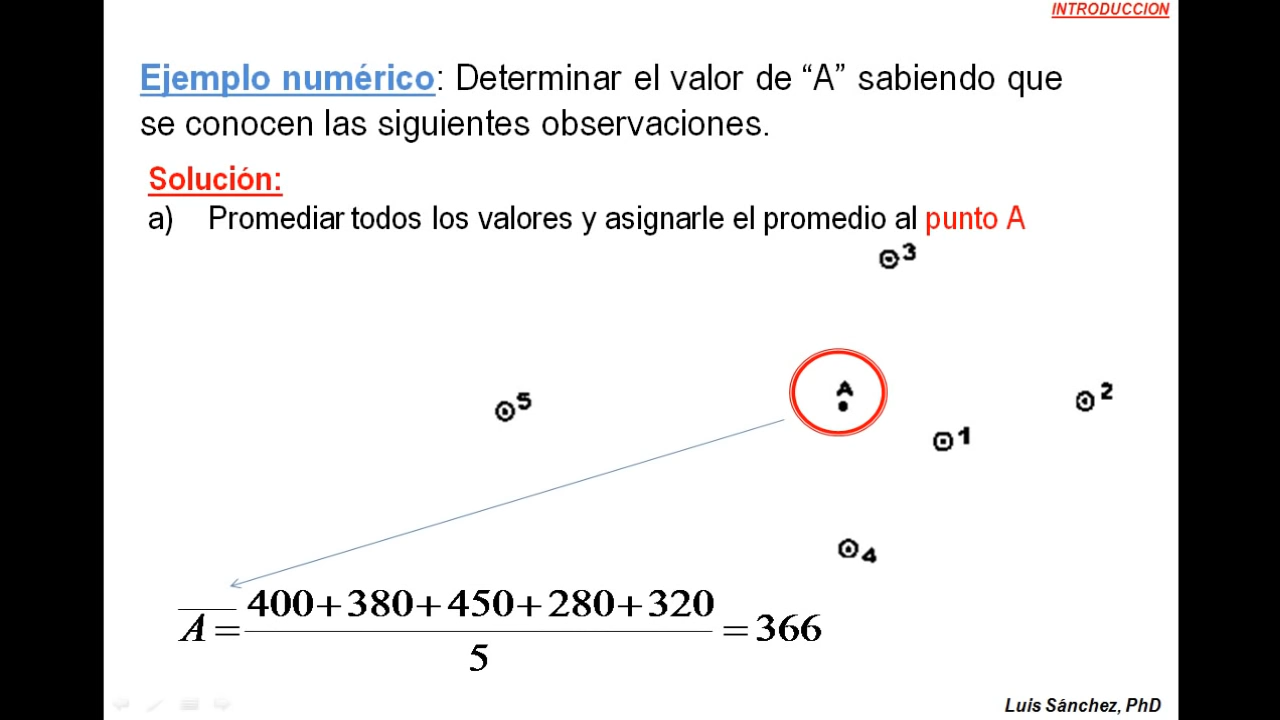 INTRODUCCION
Ejemplo numérico: Determinar el valor de “A” sabiendo que
se conocen las siguientes observaciones.
Solución:
a) Promediar todos los valores y asignarle el promedio al punto A
3
A
5
2
1
4
400+380+450+280+320
A = = 366
5
Luis Sánchez, PhD